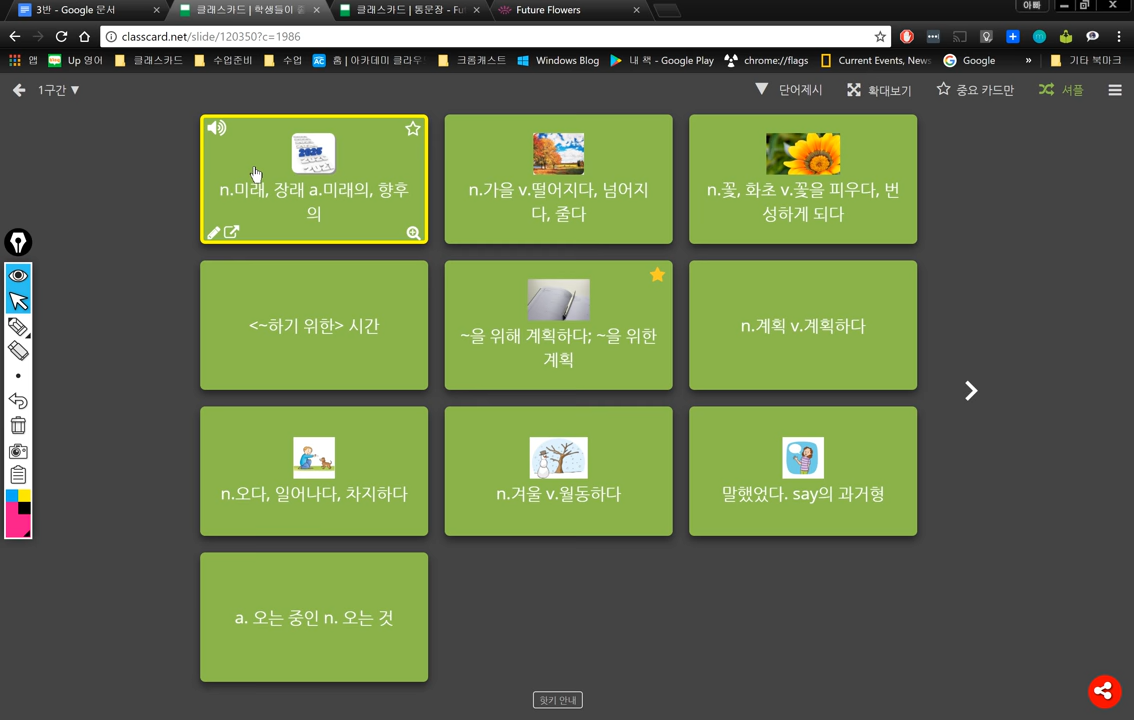 3반 - Google 문서
클래스카드 | 학생들이 좋
클래스카드 | 통문장 - Fut
Future Flowers
아빠
classcard.net/slide/120350?c=1986
앱
Up 영어
클래스카드
수업준비
수업
AC
홈 | 아카데미 클라우
크롬캐스트
Windows Blog
내 책 - Google Play
chrome://flags
Current Events, News
Google
»
기타 북마크
1구간 ▼
▼ 단어제시
확대보기
중요 카드만
셔플
n.미래, 장래 a.미래의, 향후
의
n.가을 v.떨어지다, 넘어지
다, 줄다
n.꽃, 화초 v.꽃을 피우다, 번
성하게 되다
<~하기 위한> 시간
~을 위해 계획하다; ~을 위한
계획
n.계획 v.계획하다
n.오다, 일어나다, 차지하다
n.겨울 v.월동하다
말했었다. say의 과거형
a. 오는 중인 n. 오는 것
핫키 안내